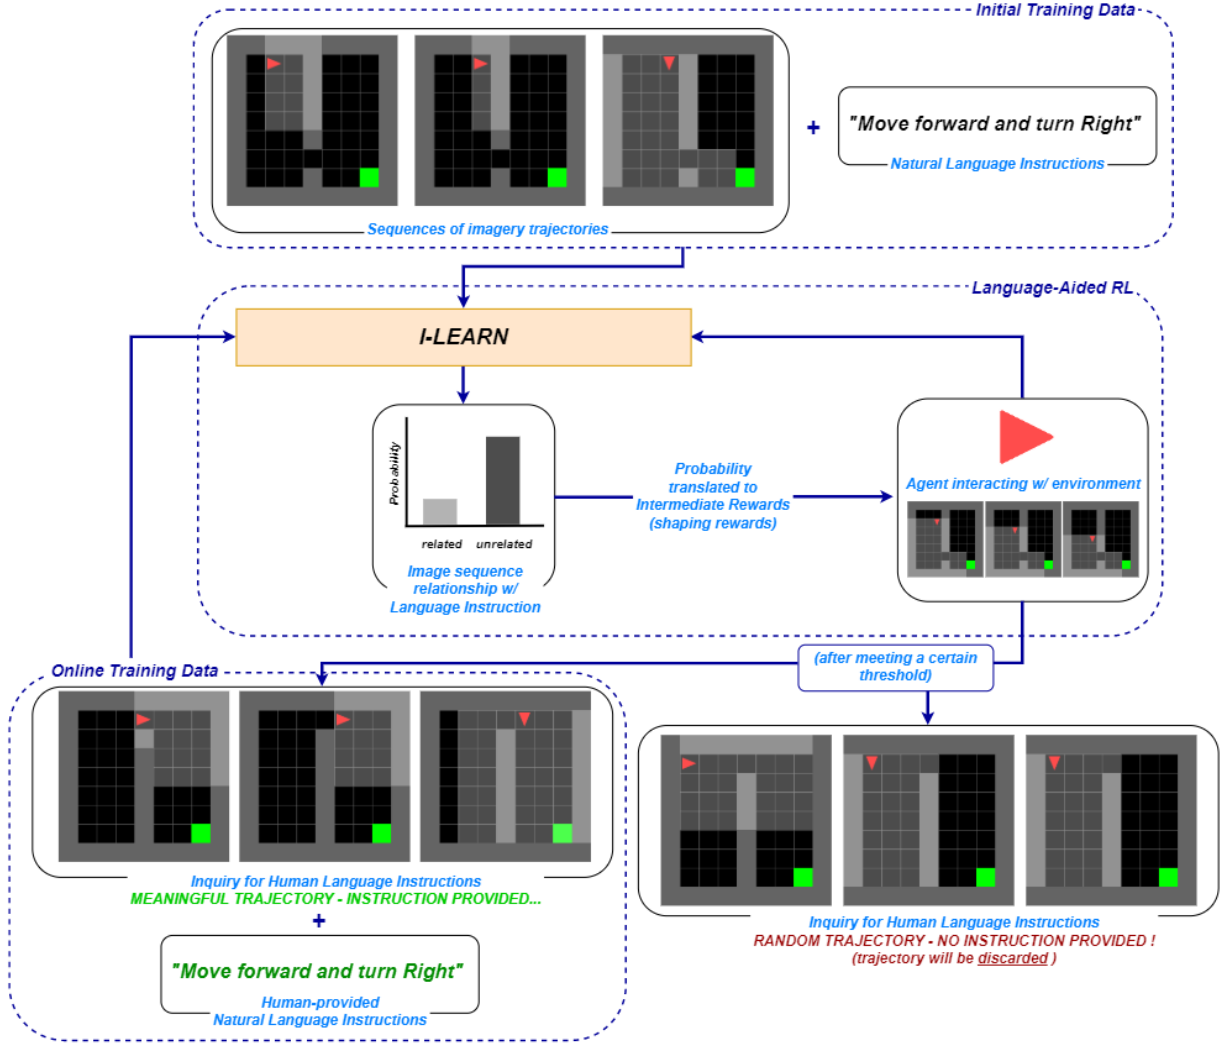 Initial Training Data
+
"Move forward and turn Right"
Natural Language Instructions
Sequences of imagery trajectories
Language-Aided RL
I-LEARN
Probability
related unrelated
Image sequence
relationship w/
Language Instruction
Probability
translated to
Intermediate Rewards
(shaping rewards)
Agent interacting w/ environment
(after meeting a certain
threshold)
Online Training Data
Inquiry for Human Language Instructions
MEANINGFUL TRAJECTORY - INSTRUCTION PROVIDED...
+
"Move forward and turn Right"
Human-provided
Natural Language Instructions
Inquiry for Human Language Instructions
RANDOM TRAJECTORY - NO INSTRUCTION PROVIDED !
(trajectory will be discarded )